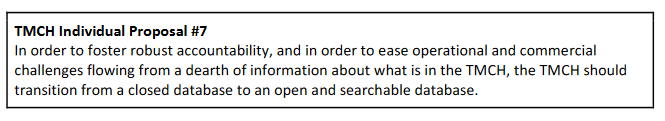 TMCH Individual Proposal #7
In order to foster robust accountability, and in order to ease operational and commercial
challenges flowing from a dearth of information about what is in the TMCH, the TMCH should
transition from a closed database to an open and searchable database.